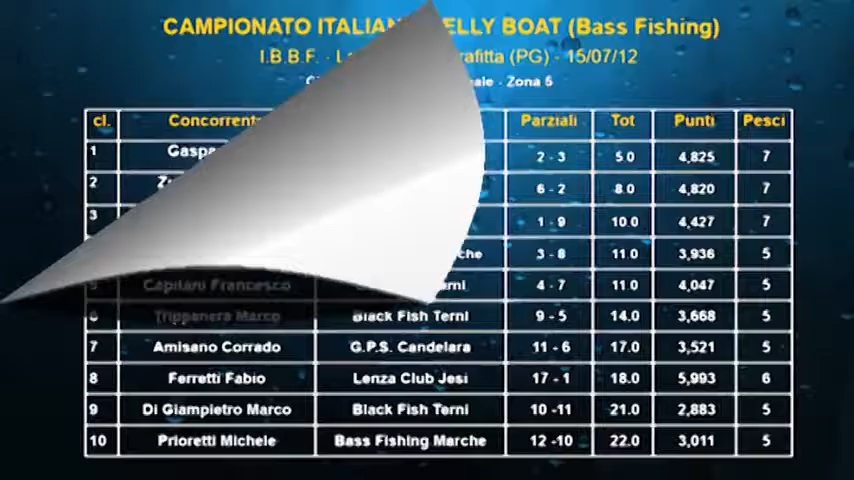 CAMPIONATO ITALIAN ELLY BOAT (Bass Fishing)
I.B.B.F. - L rafitta (PG) - 15/07/12
ale - Zona 5
cl. Concorrent Parziali Tot Punti Pesci
1 Gaspa 2 - 3 5.0 4,825 7
2 Z 6 - 2 8.0 4,820 7
3 1 - 9 10.0 4,427 7
che 3 - 8 11.0 3,936 5
5 Capitani Francesco erni 4 - 7 11.0 4,047 5
6 Trippanera Marco Black Fish Terni 9 - 5 14.0 3,668 5
7 Amisano Corrado G.P.S. Candelara 11 - 6 17.0 3,521 5
8 Ferretti Fabio Lenza Club Jesi 17 - 1 18.0 5,993 6
9 Di Giampietro Marco Black Fish Terni 10 -11 21.0 2,883 5
10 Prioretti Michele Bass Fishing Marche 12 -10 22.0 3,011 5